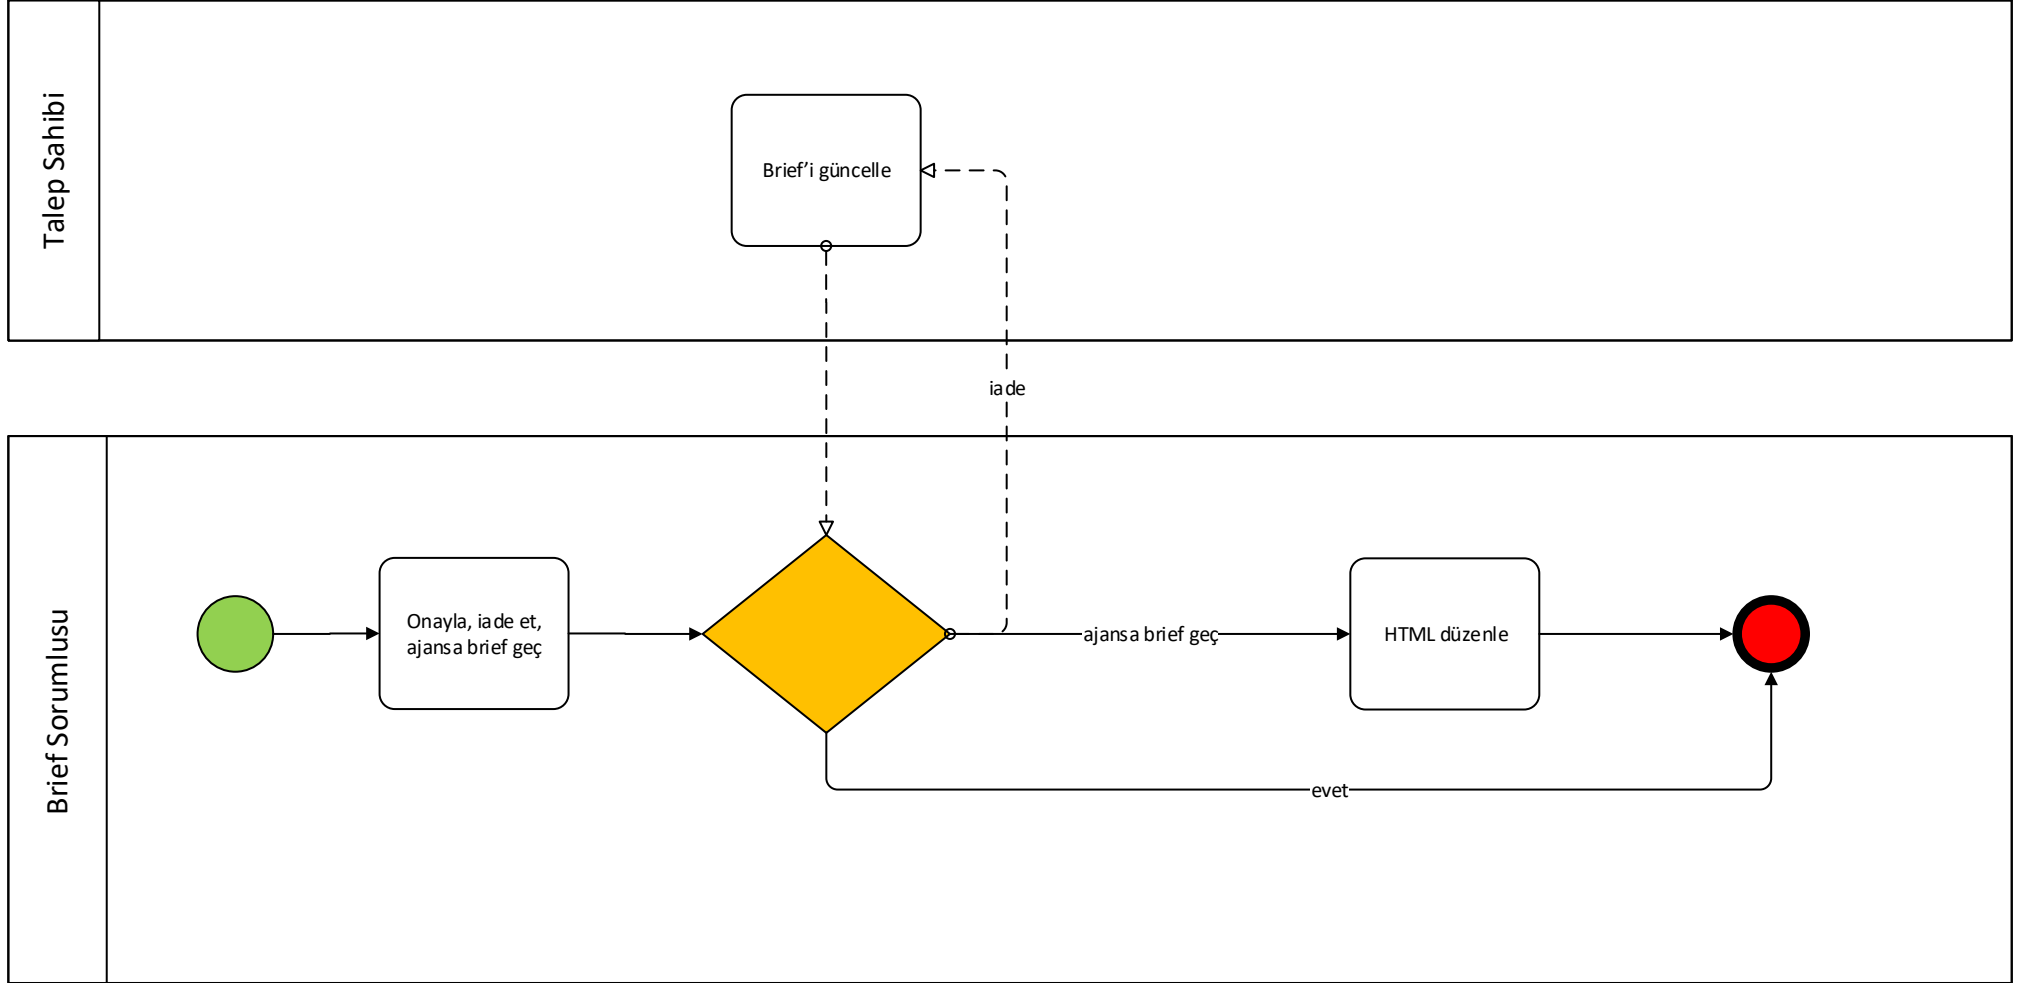 Talep Sahibi
Brief’i güncelle
iade
Brief Sorumlusu
Onayla, iade et,
ajansa brief geç
ajansa brief geç
HTML düzenle
evet